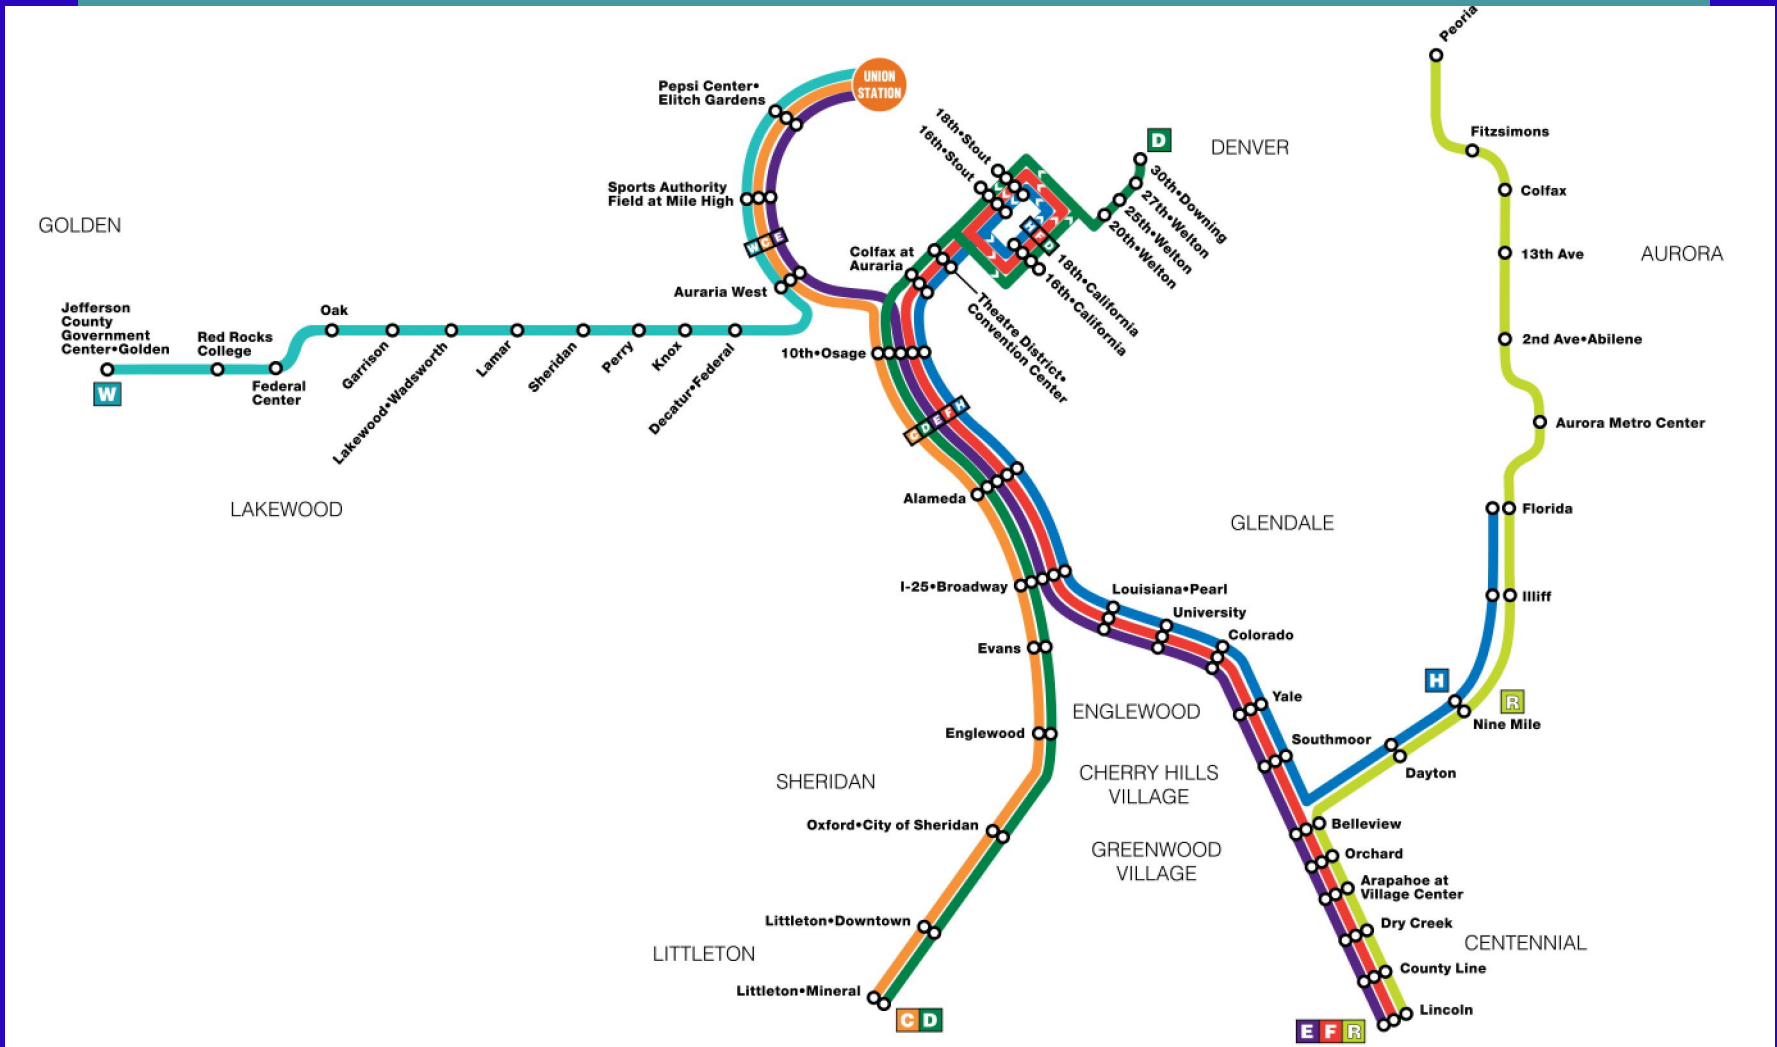 Peoria
UNION
STATION
Pepsi Center•
Elitch Gardens
18th•Stout
16th•Stout
D
DENVER
Fitzsimons
30th•Downing
27th•Welton
25th•Welton
20th•Welton
Sports Authority
Field at Mile High
Colfax
GOLDEN
W C E
H F D
Colfax at
Auraria
18th•California
16th•California
13th Ave
AURORA
Auraria West
Theatre District•
Convention Center
Jefferson
County
Government
Center•Golden
Red Rocks
College
Oak
Federal
Center
Garrison
Lakewood•Wadsworth
Lamar
Sheridan
Perry
Knox
Decatur•Federal
10th•Osage
2nd Ave•Abilene
W
C D E F H
Aurora Metro Center
LAKEWOOD
Alameda
GLENDALE
Florida
I-25•Broadway
Louisiana•Pearl
Illiff
University
Colorado
Evans
H
R
Yale
ENGLEWOOD
Nine Mile
Englewood
Southmoor
Dayton
SHERIDAN
CHERRY HILLS
VILLAGE
Oxford•City of Sheridan
Belleview
GREENWOOD
VILLAGE
Orchard
Arapahoe at
Village Center
Littleton•Downtown
Dry Creek
LITTLETON
CENTENNIAL
County Line
Littleton•Mineral
Lincoln
C D
E F R